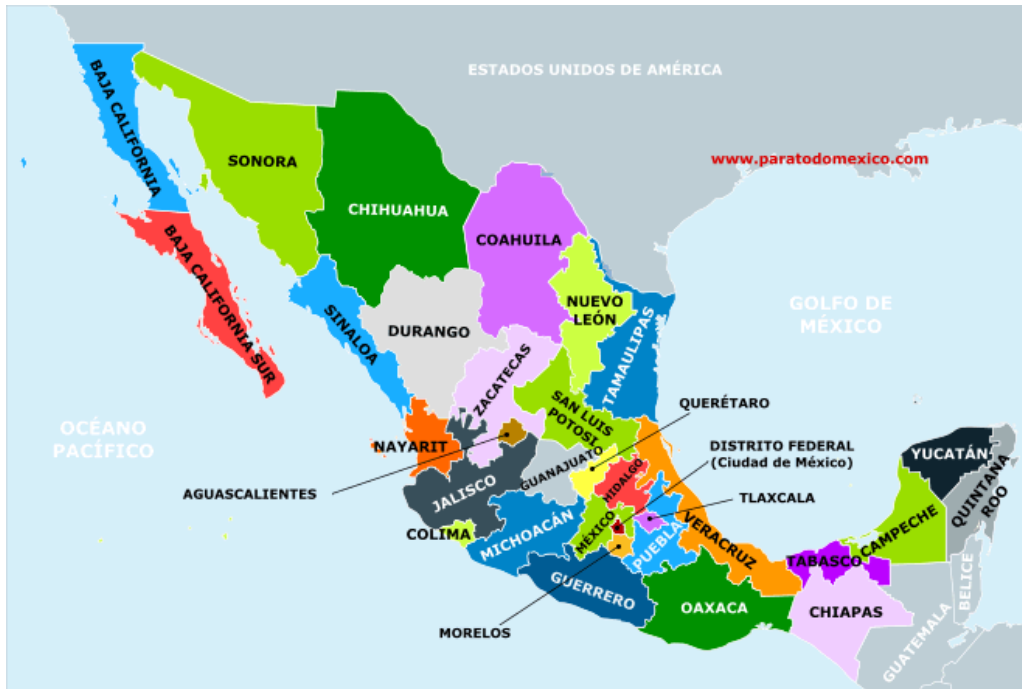 ESTADOS UNIDOS DE AMÉRICA
BAJA CALIFORNIA
SONORA
www.paratodomexico.com
CHIHUAHUA
COAHUILA
BAJA CALIFORNIA SUR
NUEVO
LEÓN
GOLFO DE
MÉXICO
SINALOA
DURANGO
TAMAULIPAS
ZACATECAS
SAN LUIS
POTOSI
QUERÉTARO
OCÉANO
PACÍFICO
NAYARIT
DISTRITO FEDERAL
(Ciudad de México)
YUCATÁN
GUANAJUATO
HIDALGO
AGUASCALIENTES
JALISCO
TLAXCALA
QUINTANA
ROO
COLIMA
MICHOACÁN
MÉXICO
PUEBLA
VERACRUZ
CAMPECHE
TABASCO
GUERRERO
OAXACA
CHIAPAS
BELICE
MORELOS
GUATEMALA